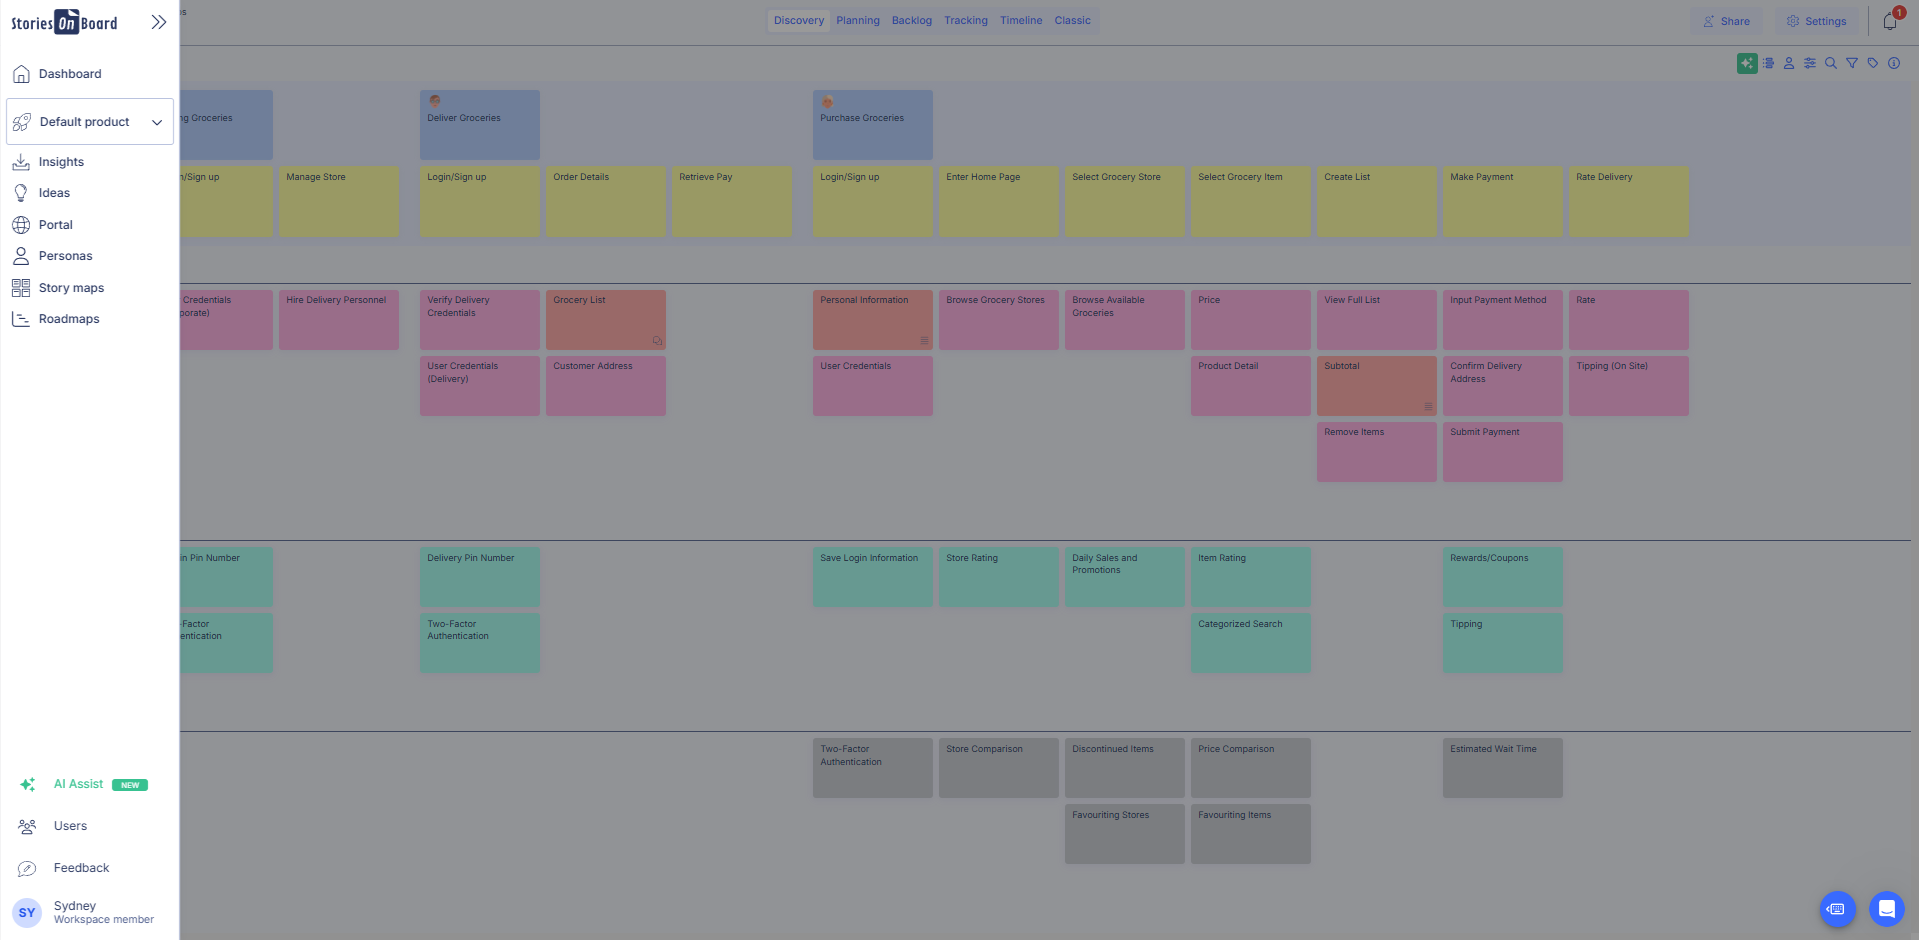 StoriesOnBoard
Dashboard
Default product
Insights
Ideas
Portal
Personas
Story maps
Roadmaps
AI Assist NEW
Users
Feedback
SY
Sydney
Workspace member
Discovery Planning Backlog Tracking Timeline Classic
Share
Settings
1
Groceries
Deliver Groceries
Purchase Groceries
/Sign up
Manage Store
Login/Sign up
Order Details
Retrieve Pay
Login/Sign up
Enter Home Page
Select Grocery Store
Select Grocery Item
Create List
Make Payment
Rate Delivery
Credentials
porate)
Hire Delivery Personnel
Verify Delivery
Credentials
Grocery List
Personal Information
Browse Grocery Stores
Browse Available
Groceries
Price
View Full List
Input Payment Method
Rate
User Credentials
(Delivery)
Customer Address
User Credentials
Product Detail
Subtotal
Confirm Delivery
Address
Tipping (On Site)
Remove Items
Submit Payment
in Pin Number
Delivery Pin Number
Save Login Information
Store Rating
Daily Sales and
Promotions
Item Rating
Rewards/Coupons
-Factor
entication
Two-Factor
Authentication
Categorized Search
Tipping
Two-Factor
Authentication
Store Comparison
Discontinued Items
Price Comparison
Estimated Wait Time
Favouriting Stores
Favouriting Items